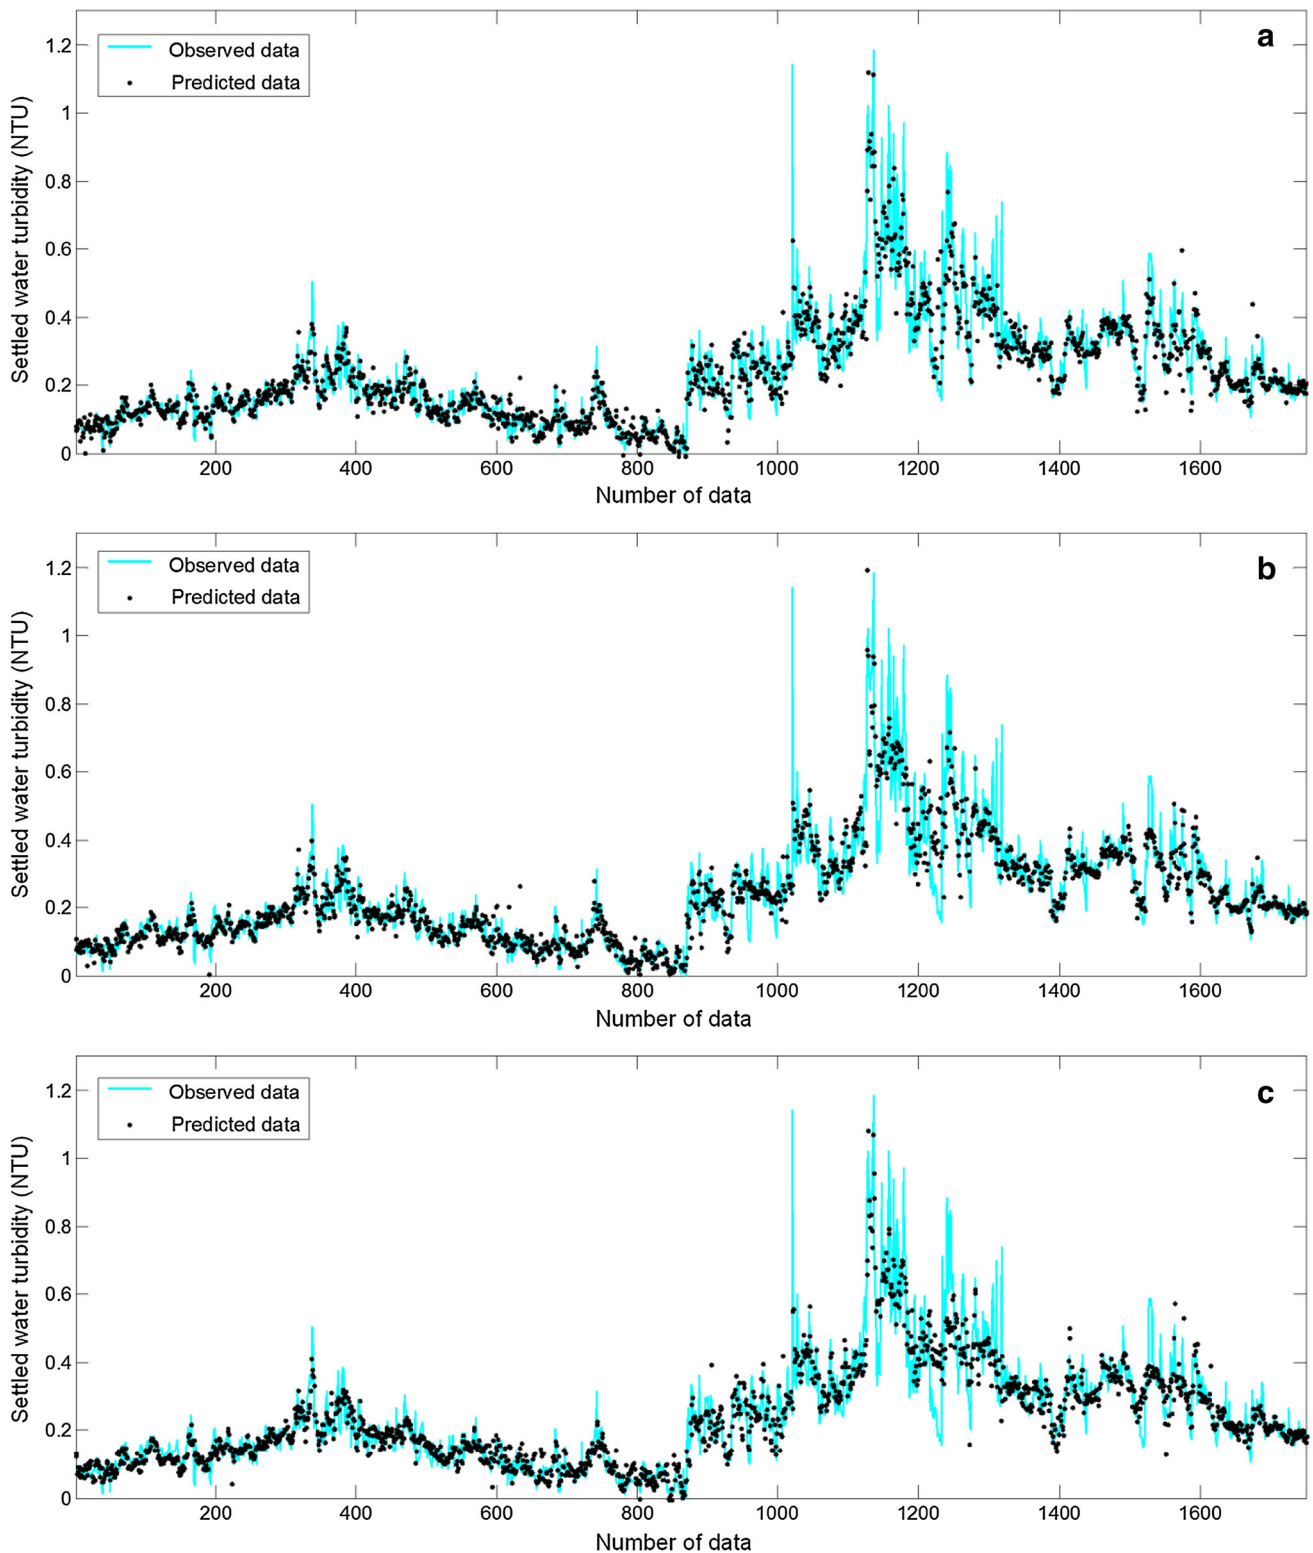 a
Observed data
Predicted data
1.2
1
0.8
0.6
0.4
0.2
0
Settled water turbidity (NTU)
200 400 600 800 1000 1200 1400 1600
Number of data
b
Observed data
Predicted data
1.2
1
0.8
0.6
0.4
0.2
0
Settled water turbidity (NTU)
200 400 600 800 1000 1200 1400 1600
Number of data
c
Observed data
Predicted data
1.2
1
0.8
0.6
0.4
0.2
0
Settled water turbidity (NTU)
200 400 600 800 1000 1200 1400 1600
Number of data